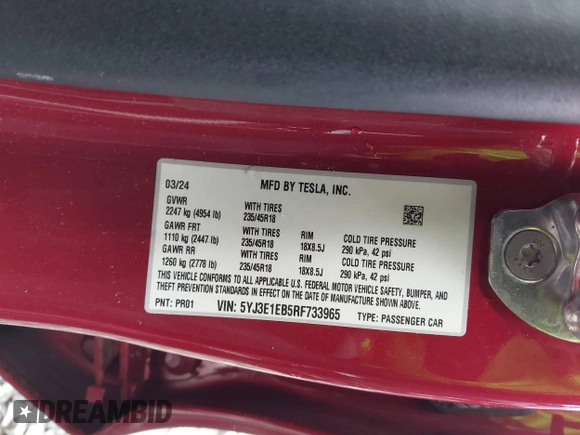 03/24 MFD BY TESLA, INC.
GVWR WITH TIRES
2247 kg (4954 lb) 235/45R18
GAWR FRT WITH TIRES RIM COLD TIRE PRESSURE
1110 kg (2447 lb) 235/45R18 18X8.5J 290 kPa, 42 psi
GAWR RR WITH TIRES RIM COLD TIRE PRESSURE
1260 kg (2778 lb) 235/45R18 18X8.5J 290 kPa, 42 psi
THIS VEHICLE CONFORMS TO ALL APPLICABLE U.S. FEDERAL MOTOR VEHICLE SAFETY, BUMPER, AND
THEFT PREVENTION STANDARDS IN EFFECT ON THE DATE OF MANUFACTURE SHOWN ABOVE.
PNT: PR01 VIN: 5YJ3E1EB5RF733965 TYPE: PASSENGER CAR
DREAMBID